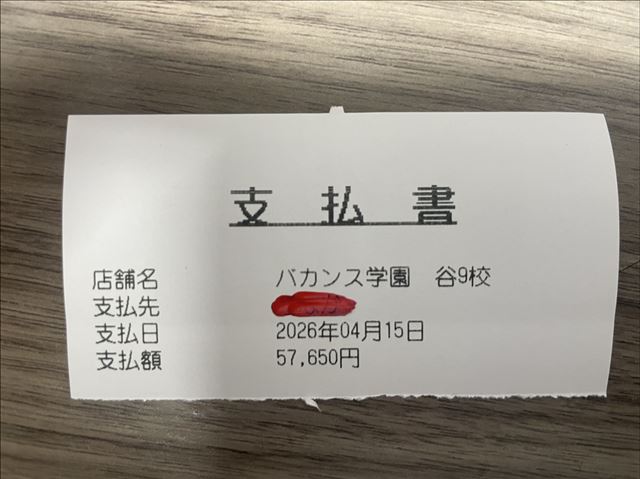 支払書
店舗名 バカンス学園 谷9校
支払先
支払日 2026年04月15日
支払額 57,650円